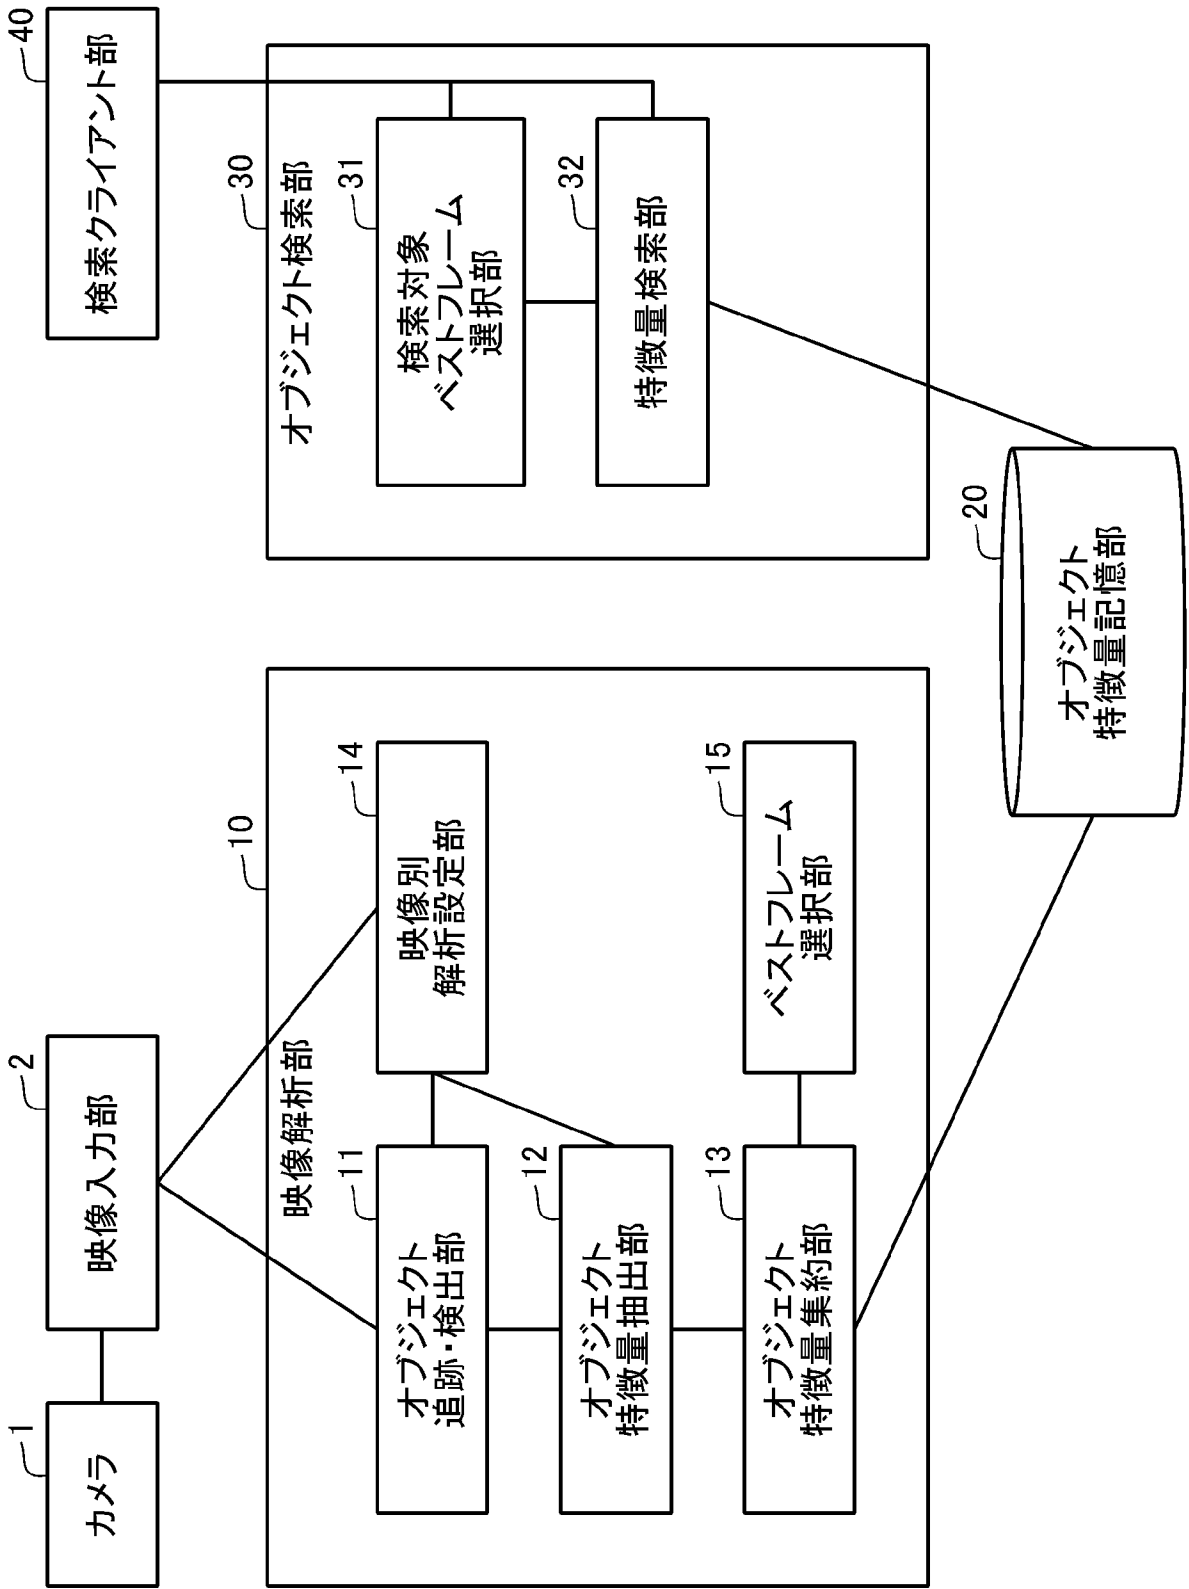 1
カメラ
2
映像入力部
40
検索クライアント部
10
映像解析部
11
オブジェクト
追跡・検出部
14
映像別
解析設定部
12
オブジェクト
特徴量抽出部
13
オブジェクト
特徴量集約部
15
ベストフレーム
選択部
30
オブジェクト検索部
31
検索対象
ベストフレーム
選択部
32
特徴量検索部
20
オブジェクト
特徴量記憶部